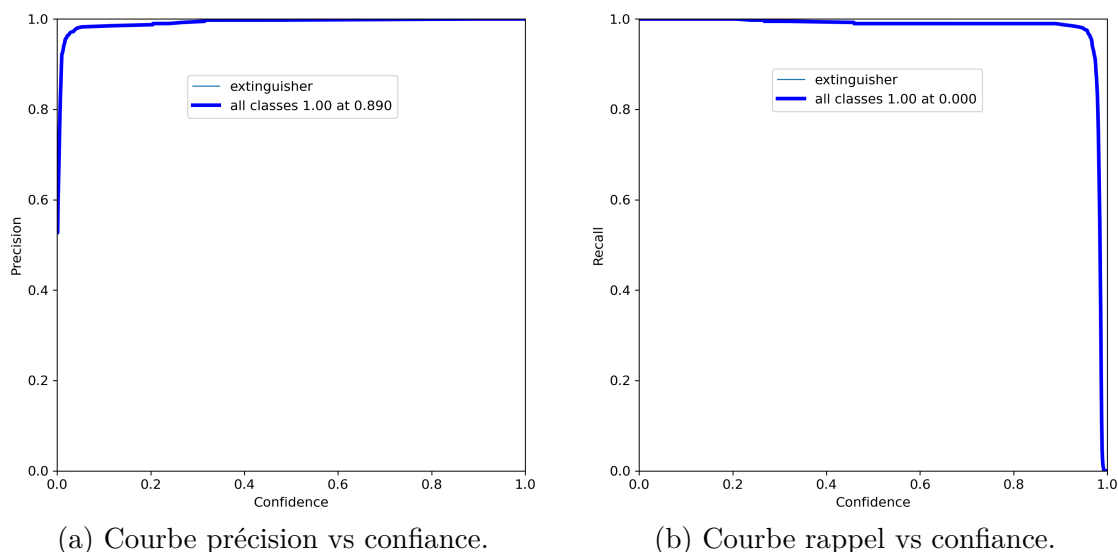 1.0
0.8
0.6
0.4
0.2
0.0
Precision
extinguisher
all classes 1.00 at 0.890
0.0 0.2 0.4 0.6 0.8 1.0
Confidence
(a) Courbe précision vs confiance.
1.0
0.8
0.6
0.4
0.2
0.0
Recall
extinguisher
all classes 1.00 at 0.000
0.0 0.2 0.4 0.6 0.8 1.0
Confidence
(b) Courbe rappel vs confiance.